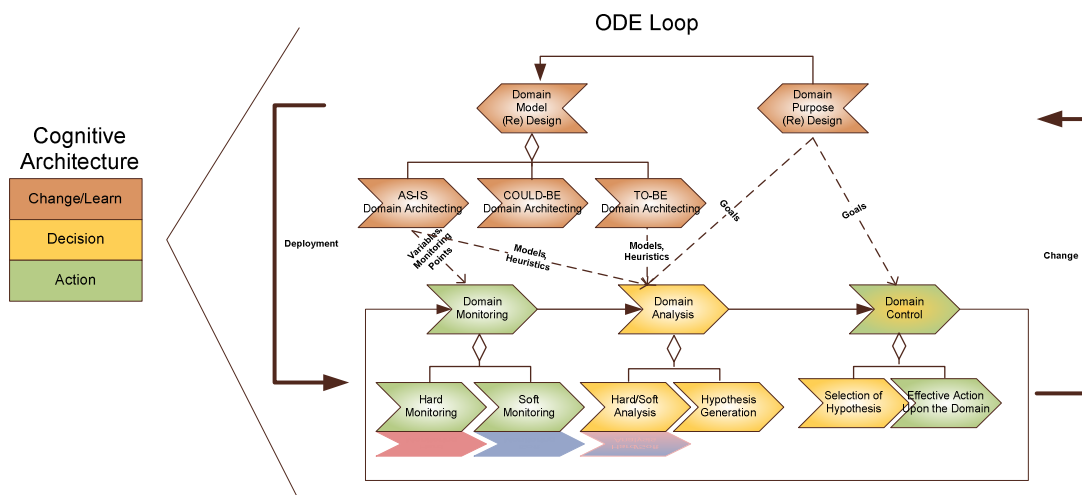 ODE Loop
Cognitive
Architecture
Change/Learn
Decision
Action
Deployment
Change
Domain
Model
(Re) Design
Domain
Purpose
(Re) Design
AS-IS
Domain Architecting
COULD-BE
Domain Architecting
TO-BE
Domain Architecting
Variables,
Monitoring
Points
Models,
Heuristics
Models,
Heuristics
Goals
Goals
Domain
Monitoring
Domain
Analysis
Domain
Control
Hard
Monitoring
Soft
Monitoring
Hard/Soft
Analysis
Hypothesis
Generation
Selection of
Hypothesis
Effective Action
Upon the Domain